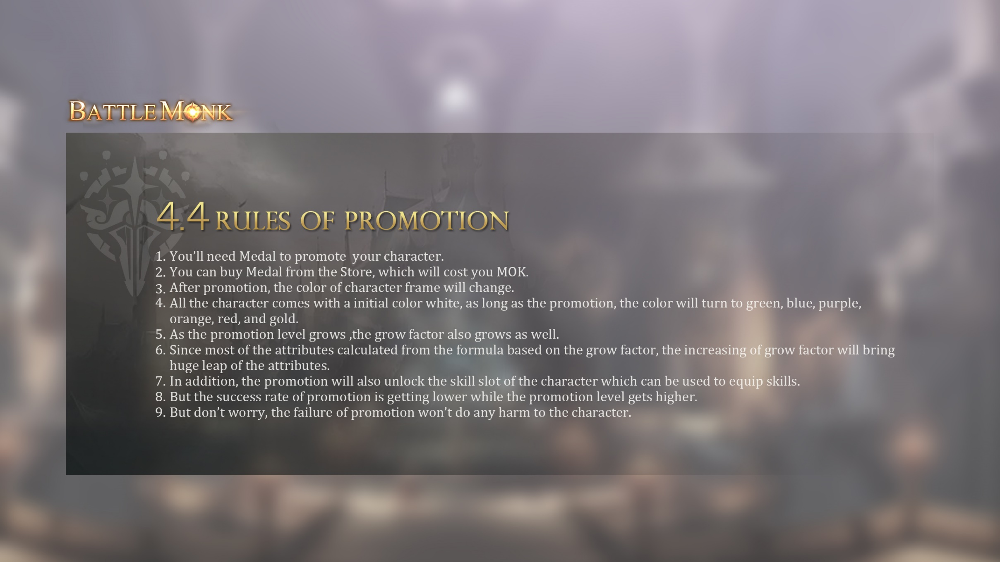 BATTLE MONK
4.4 RULES OF PROMOTION
1. You’ll need Medal to promote  your character.
2. You can buy Medal from the Store, which will cost you MOK.
3. After promotion, the color of character frame will change.
4. All the character comes with a initial color white, as long as the promotion, the color will turn to green, blue, purple,
orange, red, and gold.
5. As the promotion level grows ,the grow factor also grows as well.
6. Since most of the attributes calculated from the formula based on the grow factor, the increasing of grow factor will bring
huge leap of the attributes.
7. In addition, the promotion will also unlock the skill slot of the character which can be used to equip skills.
8. But the success rate of promotion is getting lower while the promotion level gets higher.
9. But don’t worry, the failure of promotion won’t do any harm to the character.